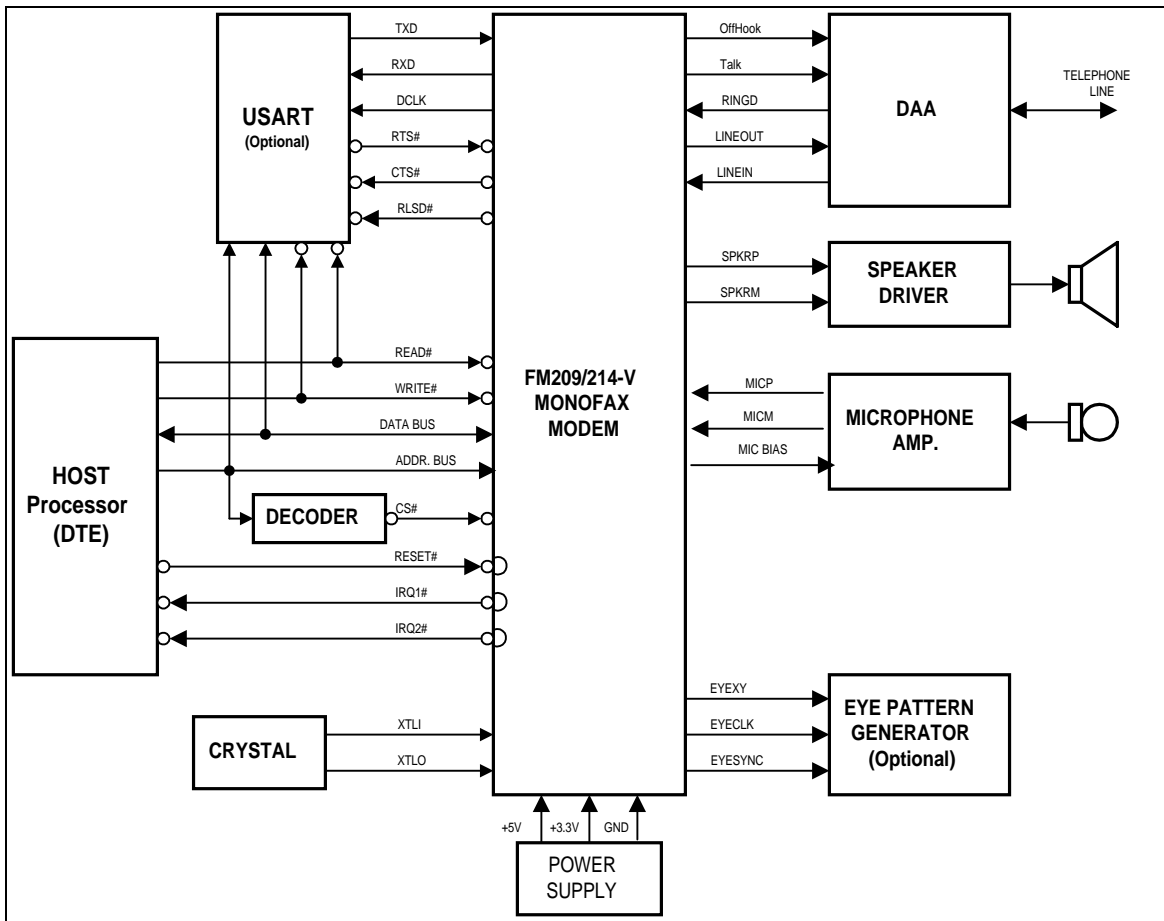 TXD
RXD
DCLK
RTS#
CTS#
RLSD#
USART
(Optional)
OffHook
Talk
RINGD
LINEOUT
LINEIN
DAA
TELEPHONE
LINE
SPKRP
SPKRM
SPEAKER
DRIVER
HOST
Processor
(DTE)
READ#
WRITE#
DATA BUS
ADDR. BUS
DECODER
CS#
RESET#
IRQ1#
IRQ2#
FM209/214-V
MONOFAX
MODEM
MICP
MICM
MIC BIAS
MICROPHONE
AMP.
CRYSTAL
XTLI
XTLO
EYEXY
EYECLK
EYESYNC
EYE PATTERN
GENERATOR
(Optional)
+5V
+3.3V
GND
POWER
SUPPLY